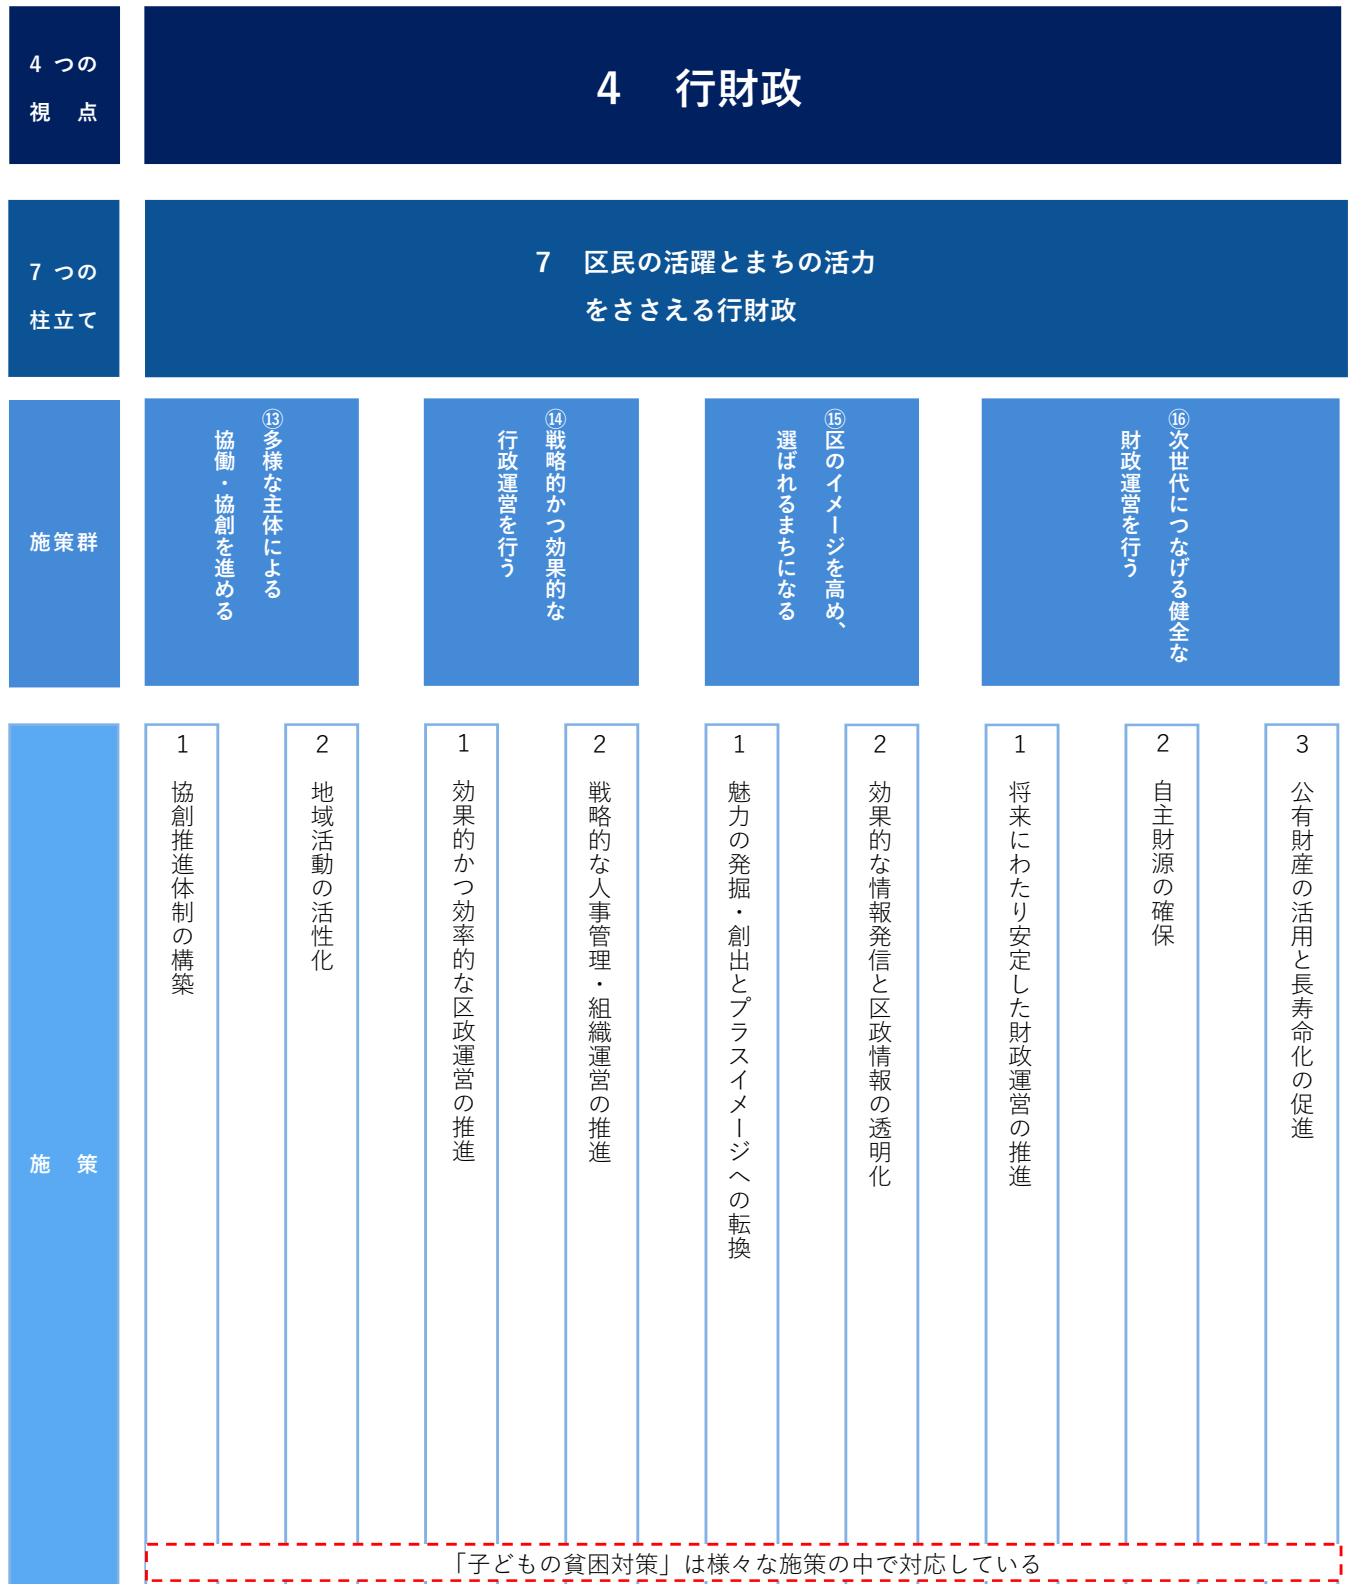 4 つの
視　点
4　行財政
7 つの
柱立て
7　区民の活躍とまちの活力
をささえる行財政
施策群
⑬多様な主体による
協働・協創を進める
⑭戦略的かつ効果的な
行政運営を行う
⑮区のイメージを高め、
選ばれるまちになる
⑯次世代につなげる健全な
財政運営を行う
施　策
1　協創推進体制の構築
2　地域活動の活性化
1　効果的かつ効率的な区政運営の推進
2　戦略的な人事管理・組織運営の推進
1　魅力の発掘・創出とプラスイメージへの転換
2　効果的な情報発信と区政情報の透明化
1　将来にわたり安定した財政運営の推進
2　自主財源の確保
3　公有財産の活用と長寿命化の促進
「子どもの貧困対策」は様々な施策の中で対応している